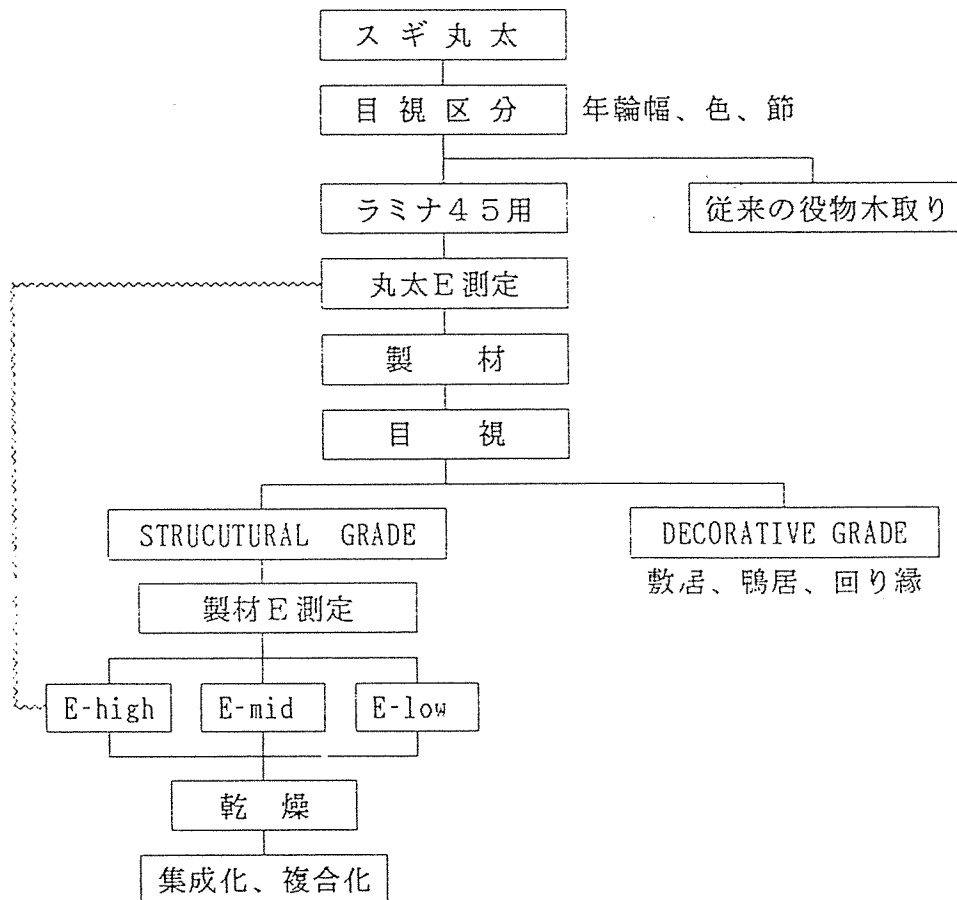 スギ丸太
目視区分 年輪幅、色、節
ラミナ45用 従来の役物木取り
丸太E測定
製材
目視
STRUCUTURAL GRADE DECORATIVE GRADE
敷居、鴨居、回り縁
製材E測定
E-high E-mid E-low
乾燥
集成化、複合化